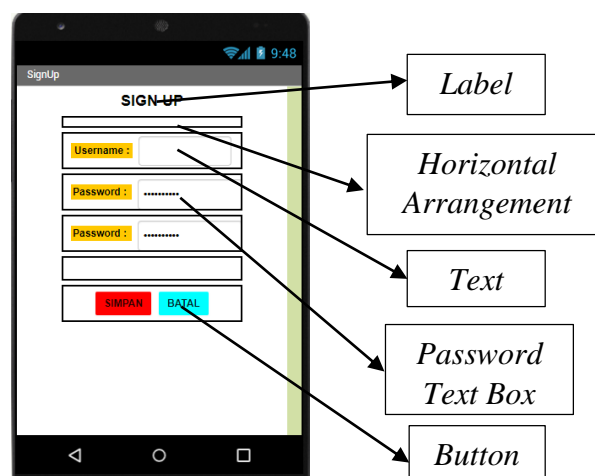 9:48
SignUp
SIGN UP
Username :
Password :
..........
Password :
..........
SIMPAN
BATAL
Label
Horizontal
Arrangement
Text
Password
Text Box
Button